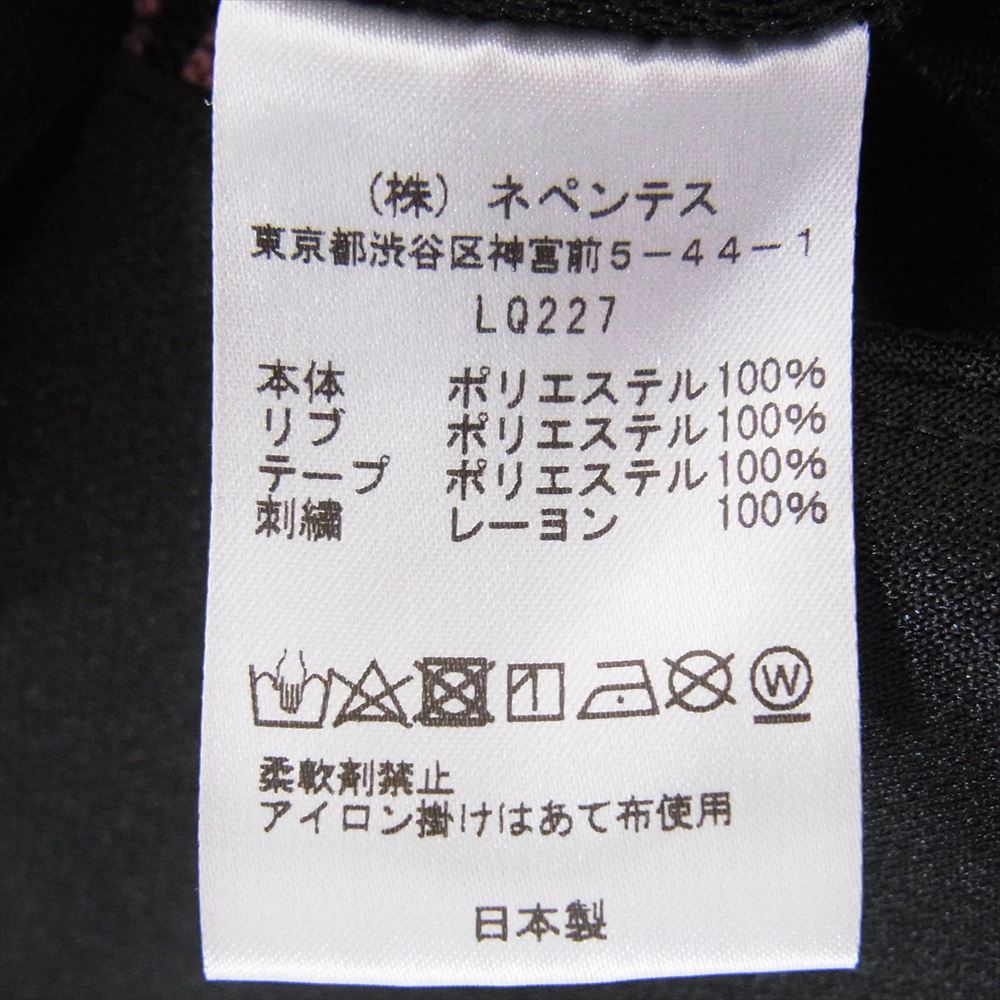 (株) ネペンテス
東京都渋谷区神宮前5-44-1
LQ227
本体 ポリエステル100%
リブ ポリエステル100%
テープ ポリエステル100%
刺繍 レーヨン 100%
W
柔軟剤禁止
アイロン掛けはあて布使用
日本製